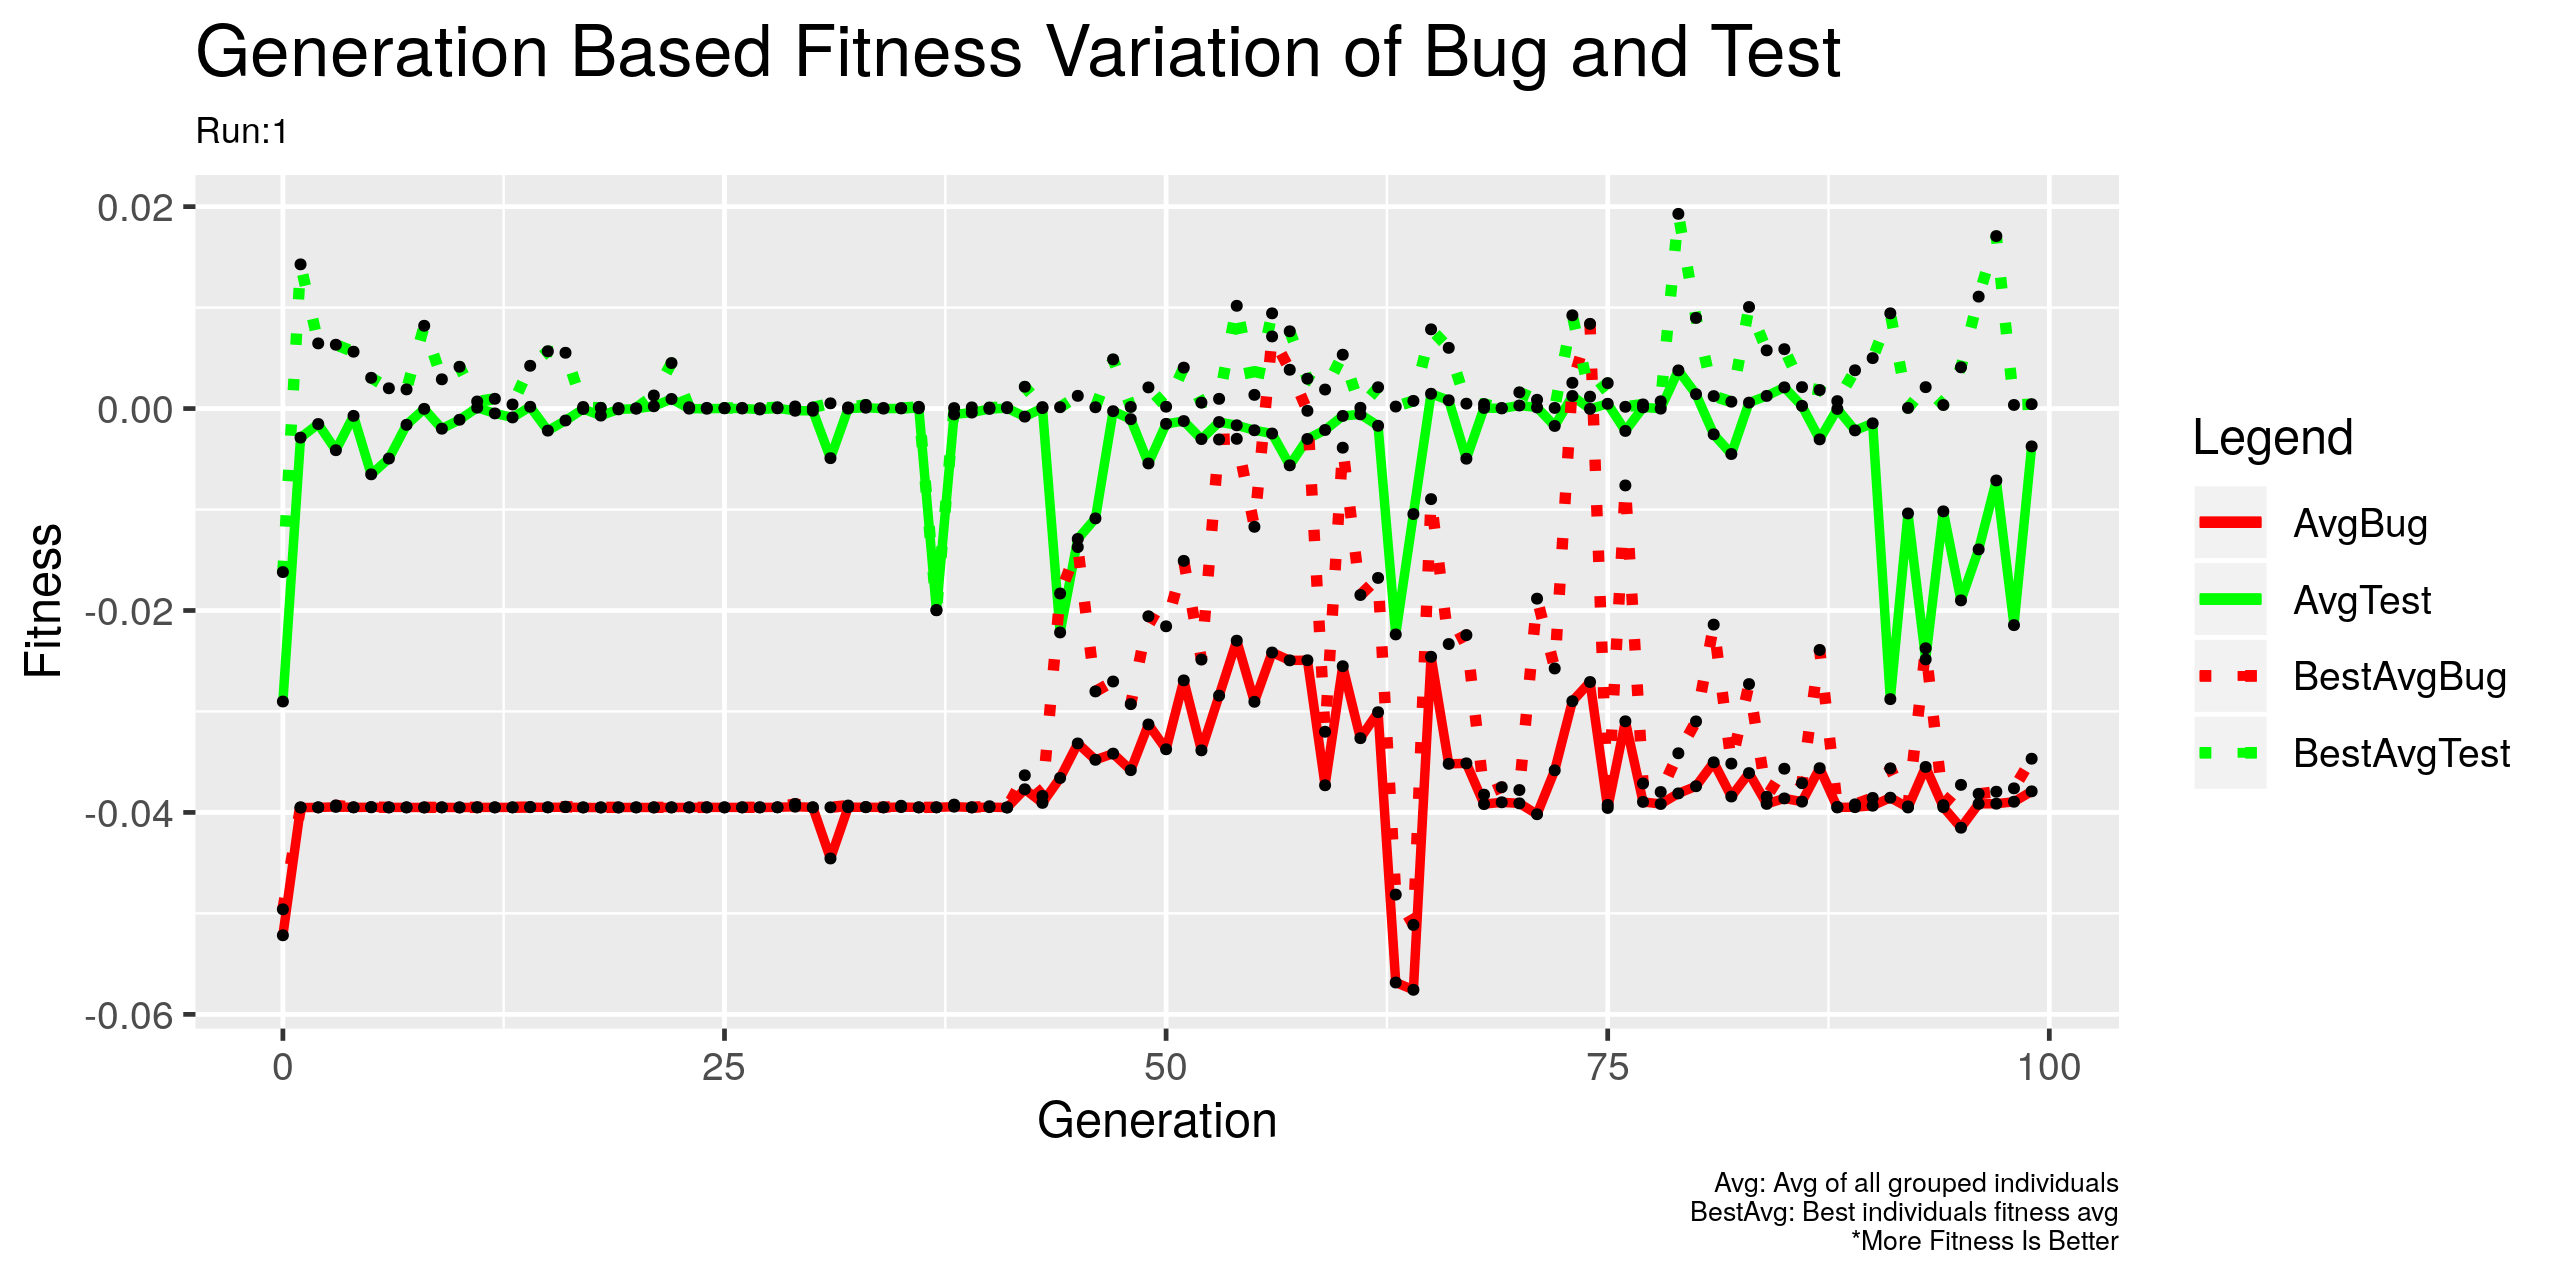 Generation Based Fitness Variation of Bug and Test
Run:1
0.02
0.00
-0.02
-0.04
-0.06
Fitness
0
25
50
75
100
Generation
Legend
AvgBug
AvgTest
BestAvgBug
BestAvgTest
Avg: Avg of all grouped individuals
BestAvg: Best individuals fitness avg
*More Fitness Is Better